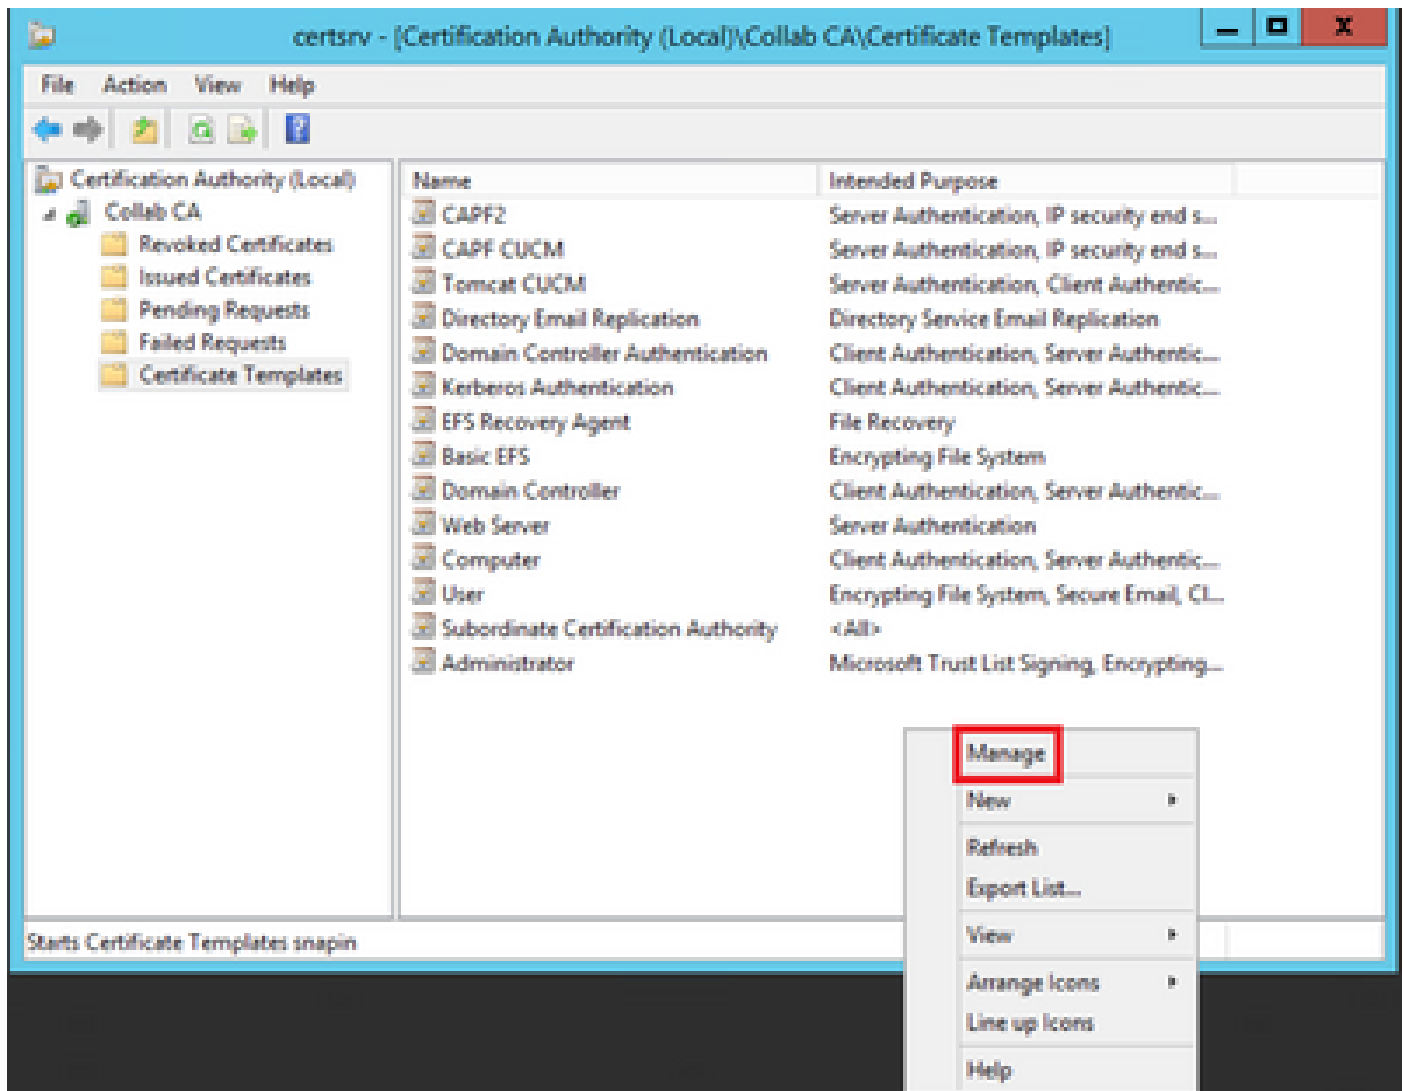 certsrv - [Certification Authority (Local)\Collab CA\Certificate Templates]
File Action View Help
Certification Authority (Local)
Collab CA
Revoked Certificates
Issued Certificates
Pending Requests
Failed Requests
Certificate Templates
Name Intended Purpose
CAPF2 Server Authentication, IP security end s...
CAPF CUCM Server Authentication, IP security end s...
Tomcat CUCM Server Authentication, Client Authentic...
Directory Email Replication Directory Service Email Replication
Domain Controller Authentication Client Authentication, Server Authentic...
Kerberos Authentication Client Authentication, Server Authentic...
EFS Recovery Agent File Recovery
Basic EFS Encrypting File System
Domain Controller Client Authentication, Server Authentic...
Web Server Server Authentication
Computer Client Authentication, Server Authentic...
User Encrypting File System, Secure Email, Cl...
Subordinate Certification Authority <All>
Administrator Microsoft Trust List Signing, Encrypting...
Manage
New
Refresh
Export List...
View
Arrange Icons
Line up Icons
Help
Starts Certificate Templates snapin